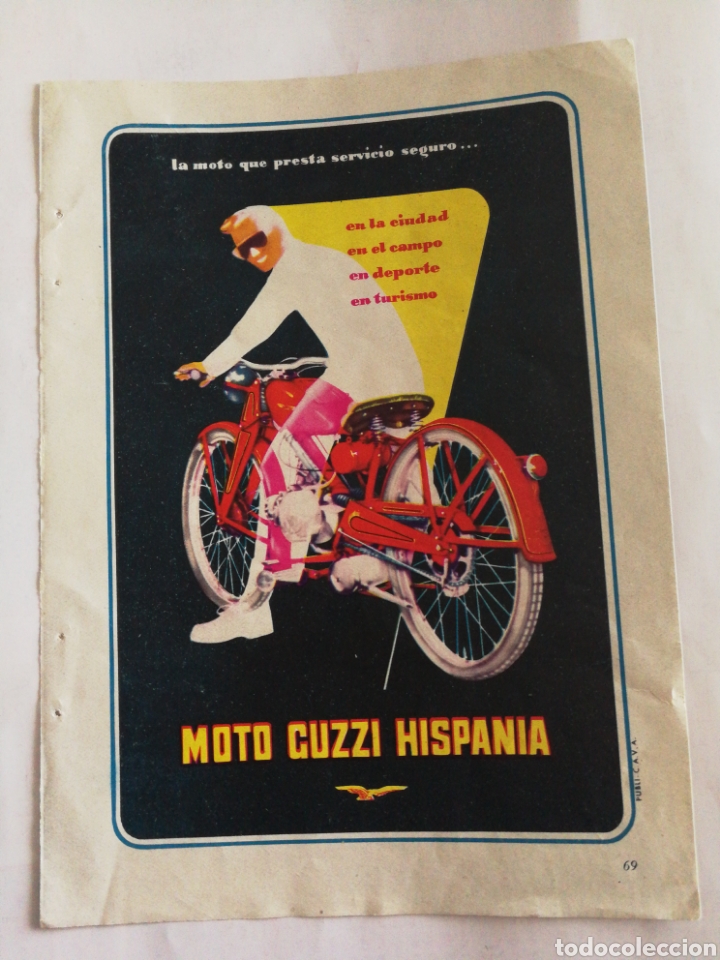 la moto que presta servicio seguro...
en la ciudad
en el campo
en deporte
en turismo
MOTO GUZZI HISPANIA
PUBLI. C.A.V.A.
69
todocoleccion